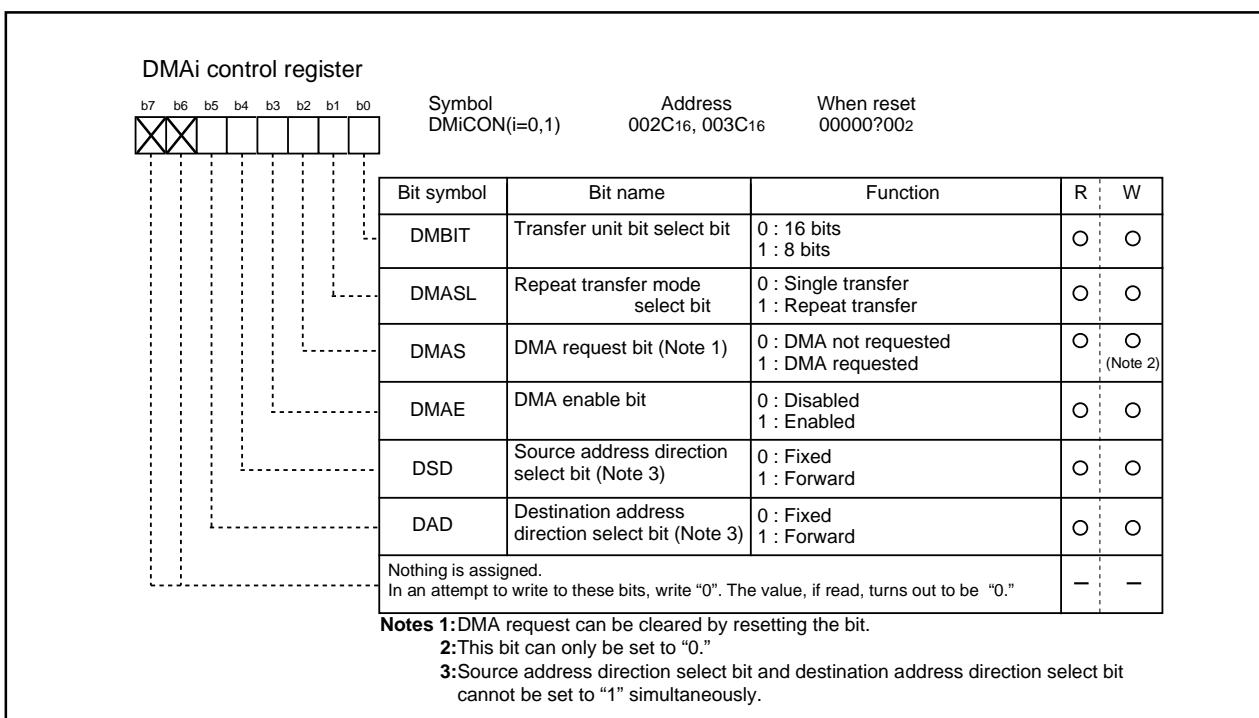 DMAi control register
b7 b6 b5 b4 b3 b2 b1 b0
Symbol Address When reset
DMiCON(i=0,1) 002C16, 003C16 00000?002
Bit symbol Bit name Function R W
DMBIT Transfer unit bit select bit 0 : 16 bits
1 : 8 bits
DMASL Repeat transfer mode
select bit
0 : Single transfer
1 : Repeat transfer
DMAS DMA request bit (Note 1) 0 : DMA not requested
1 : DMA requested
(Note 2)
DMAE DMA enable bit 0 : Disabled
1 : Enabled
DSD Source address direction
select bit (Note 3)
0 : Fixed
1 : Forward
DAD Destination address
direction select bit (Note 3)
0 : Fixed
1 : Forward
Nothing is assigned.
In an attempt to write to these bits, write “0”. The value, if read, turns out to be “0.”
Notes 1:DMA request can be cleared by resetting the bit.
2:This bit can only be set to “0.”
3:Source address direction select bit and destination address direction select bit
cannot be set to “1” simultaneously.